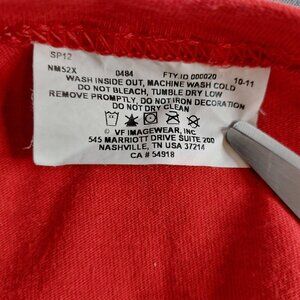 SP12
NM52X 0484 FTY ID 000020 10-11
WASH INSIDE OUT, MACHINE WASH COLD
DO NOT BLEACH, TUMBLE DRY LOW
REMOVE PROMPTLY, DO NOT IRON DECORATION
DO NOT DRY CLEAN
© VF IMAGEWEAR, INC.
545 MARRIOTT DRIVE SUITE 200
NASHVILLE, TN USA 37214
CA # 54918